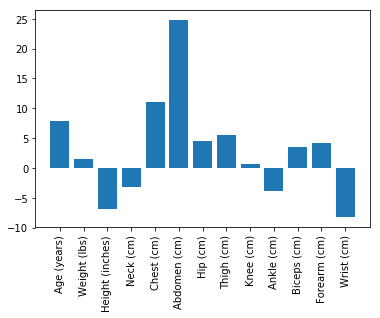 25
20
15
10
5
0
−5
−10
Age (years)
Weight (lbs)
Height (inches)
Neck (cm)
Chest (cm)
Abdomen (cm)
Hip (cm)
Thigh (cm)
Knee (cm)
Ankle (cm)
Biceps (cm)
Forearm (cm)
Wrist (cm)